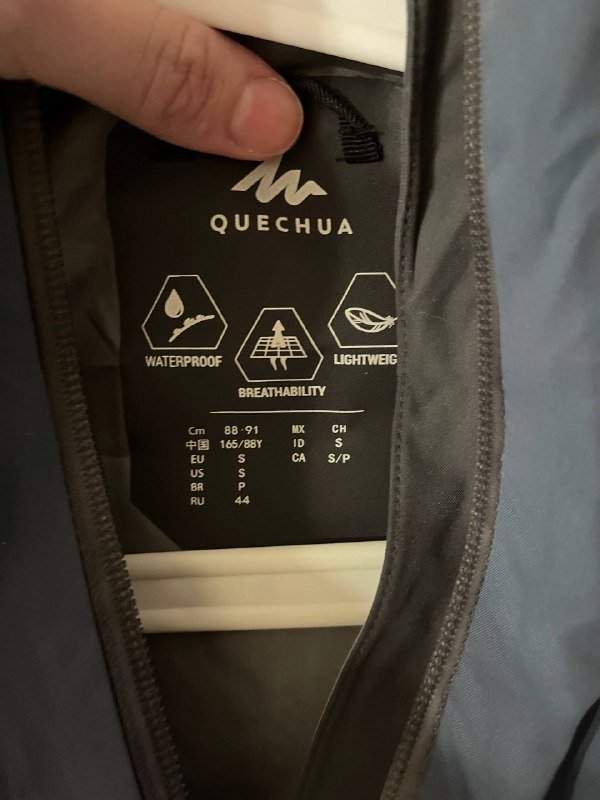 QUECHUA
WATERPROOF
BREATHABILITY
LIGHTWEIG
Cm 88-91 MX CH
中国 165/88Y ID S
EU S CA S/P
US S
BR P
RU 44